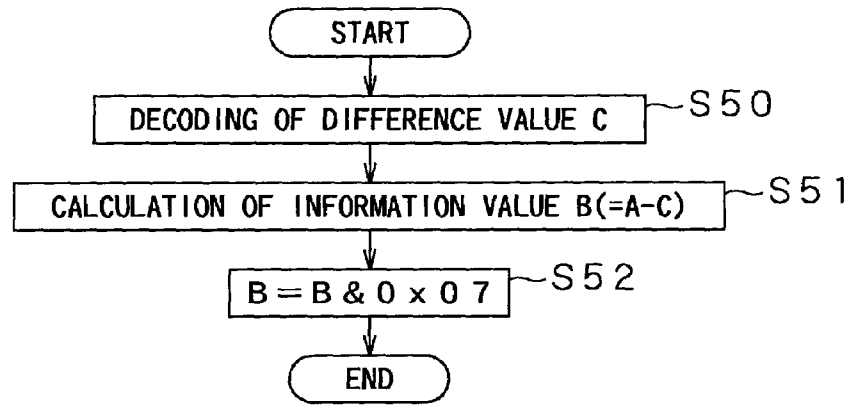 START
DECODING OF DIFFERENCE VALUE C
S50
CALCULATION OF INFORMATION VALUE B(=A-C)
S51
B=B&0x07
S52
END